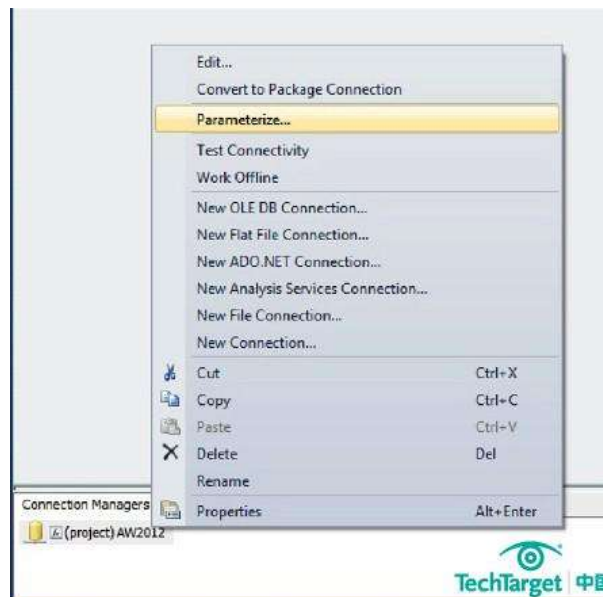 Edit...
Convert to Package Connection
Parameterize...
Test Connectivity
Work Offline
New OLE DB Connection...
New Flat File Connection...
New ADO.NET Connection...
New Analysis Services Connection...
New File Connection...
New Connection...
Cut Ctrl+X
Copy Ctrl+C
Paste Ctrl+V
Delete Del
Rename
Properties Alt+Enter
Connection Managers
(project) AW2012
TechTarget 中国